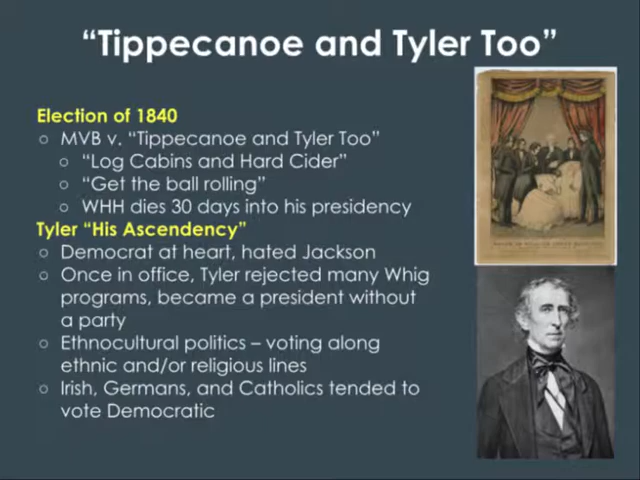 “Tippecanoe and Tyler Too”
Election of 1840
○ MVB v. “Tippecanoe and Tyler Too”
○ “Log Cabins and Hard Cider”
○ “Get the ball rolling”
○ WHH dies 30 days into his presidency
Tyler “His Ascendency”
○ Democrat at heart, hated Jackson
○ Once in office, Tyler rejected many Whig
programs, became a president without
a party
○ Ethnocultural politics – voting along
ethnic and/or religious lines
○ Irish, Germans, and Catholics tended to
vote Democratic